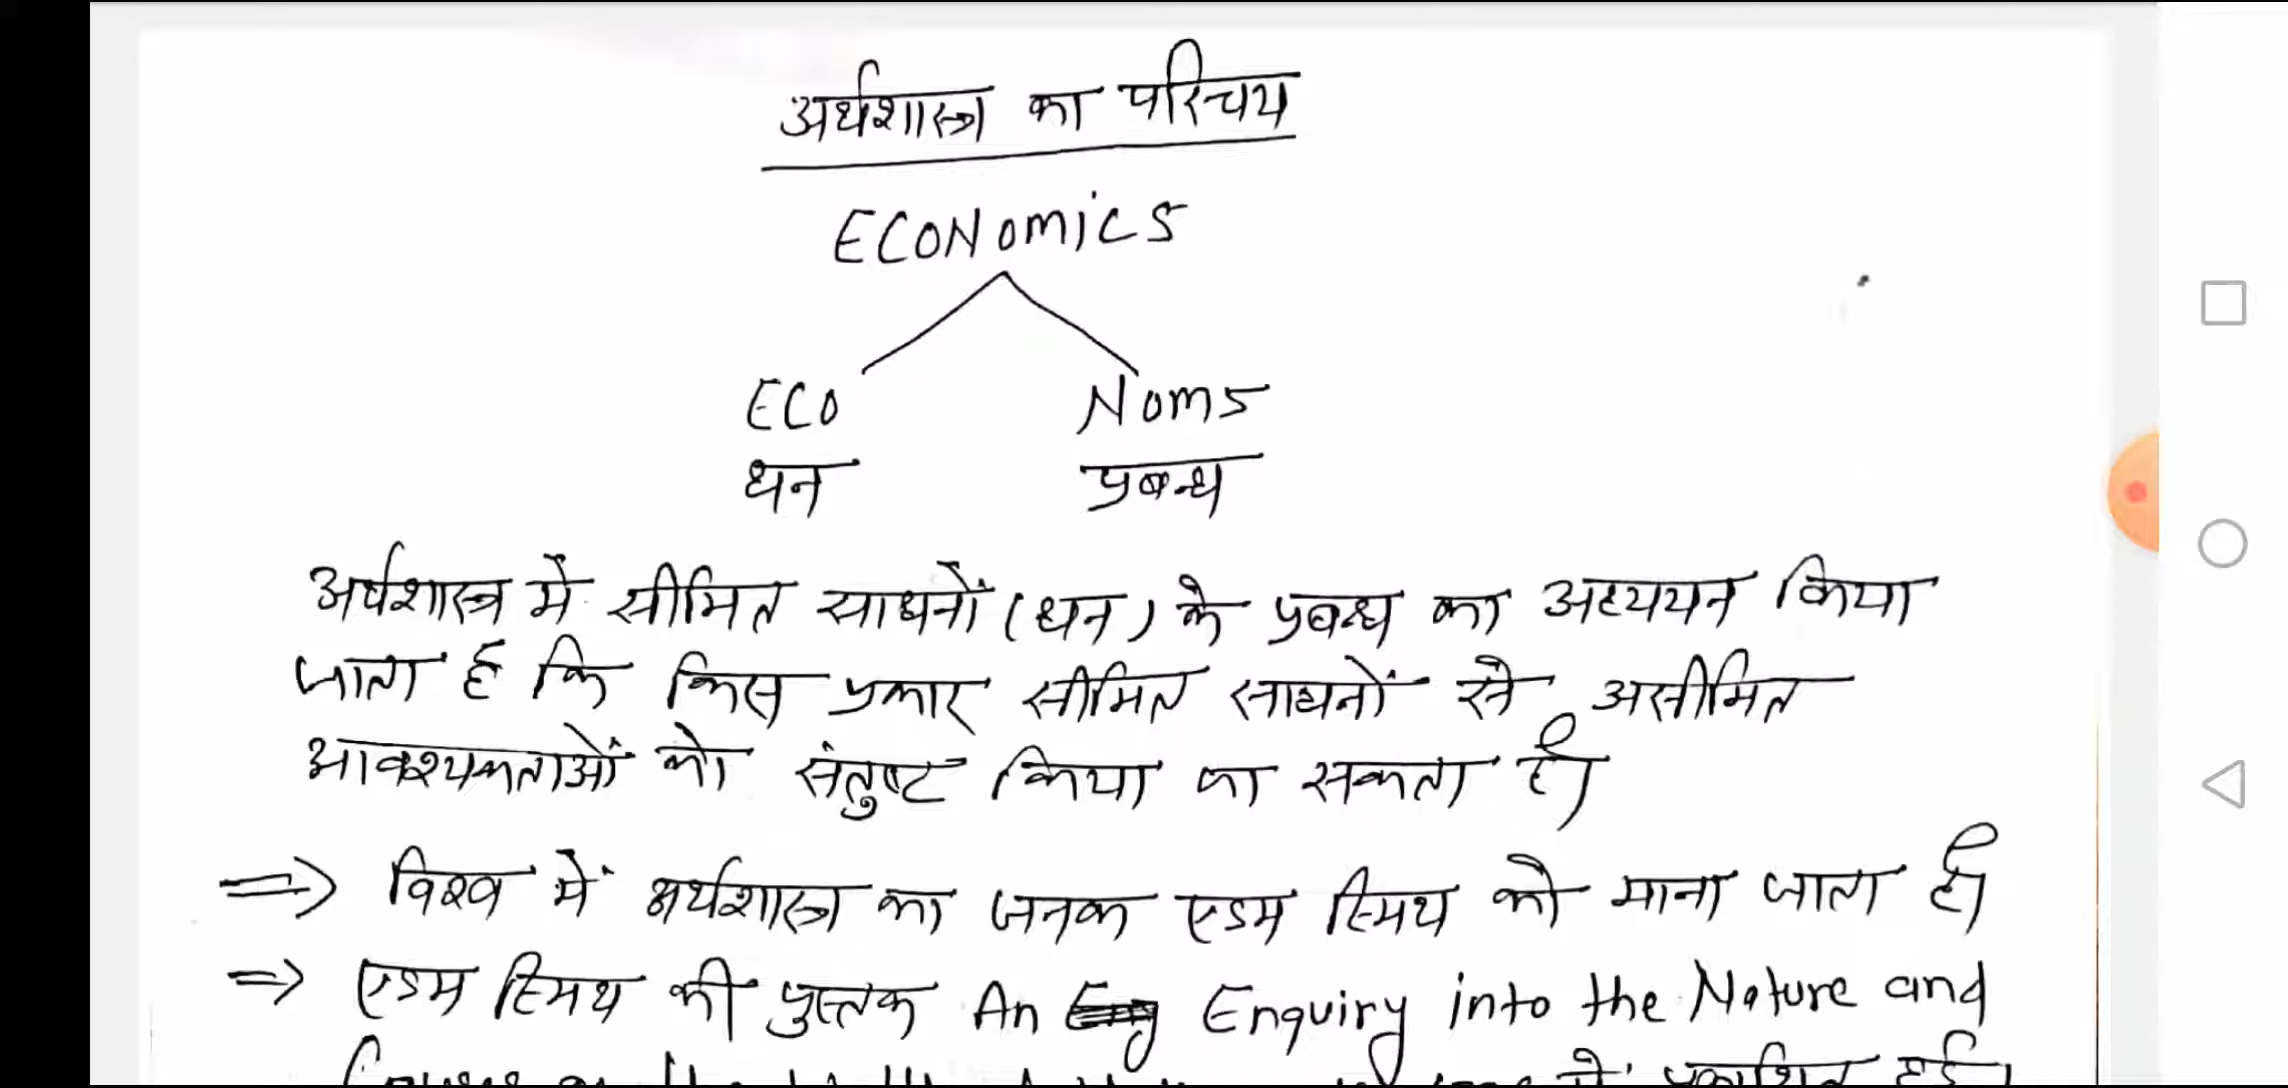 अर्थशास्त्र का परिचय
ECONOMICS
ECO Noms
धन प्रबन्ध
अर्थशास्त्र में सीमित साधनों (धन) के प्रबन्ध का अध्ययन किया
जाता है कि किस प्रकार सीमित साधनों से असीमित
आवश्यकताओं को संतुष्ट किया जा सकता है।
=> विश्व में अर्थशास्त्र का जनक एडम स्मिथ को माना जाता है।
=> एडम स्मिथ की पुस्तक An Enquiry into the Nature and
में प्रकाशित हुई।